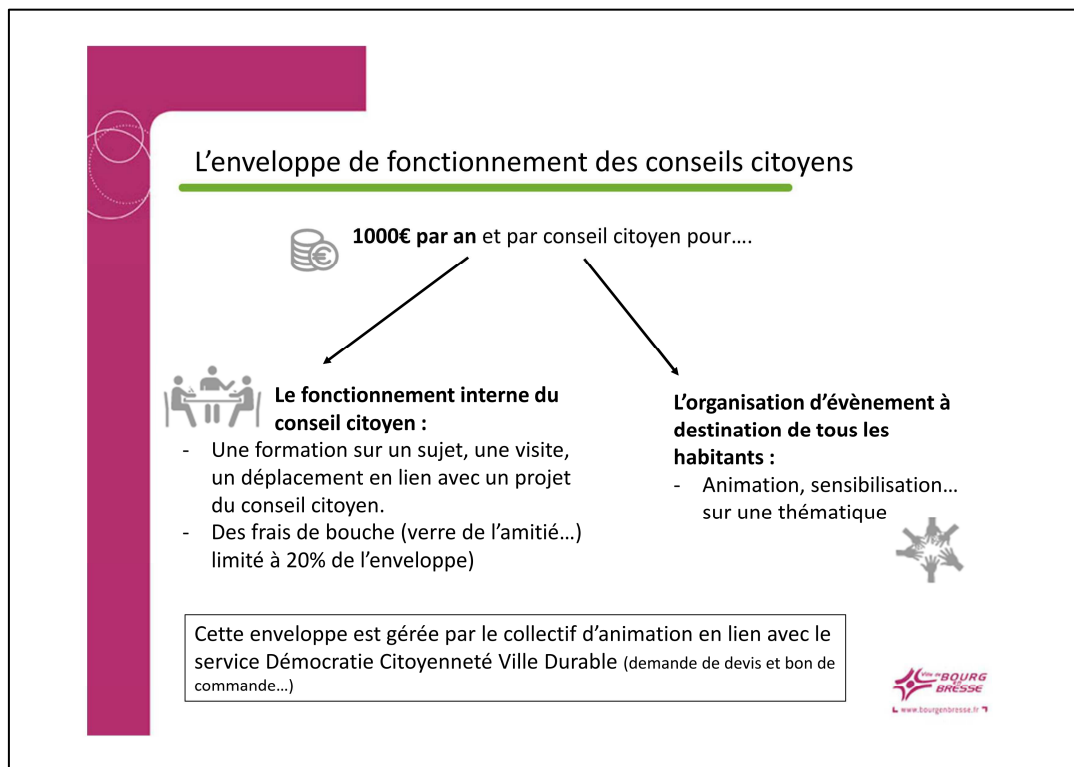 L'enveloppe de fonctionnement des conseils citoyens
1000€ par an et par conseil citoyen pour....
Le fonctionnement interne du
conseil citoyen :
- Une formation sur un sujet, une visite,
un déplacement en lien avec un projet
du conseil citoyen.
- Des frais de bouche (verre de l'amitié...)
limité à 20% de l'enveloppe)
L'organisation d'évènement à
destination de tous les
habitants :
- Animation, sensibilisation...
sur une thématique
Cette enveloppe est gérée par le collectif d'animation en lien avec le
service Démocratie Citoyenneté Ville Durable (demande de devis et bon de
commande...)
Ville de BOURG
en
BRESSE
www.bourgenbresse.fr